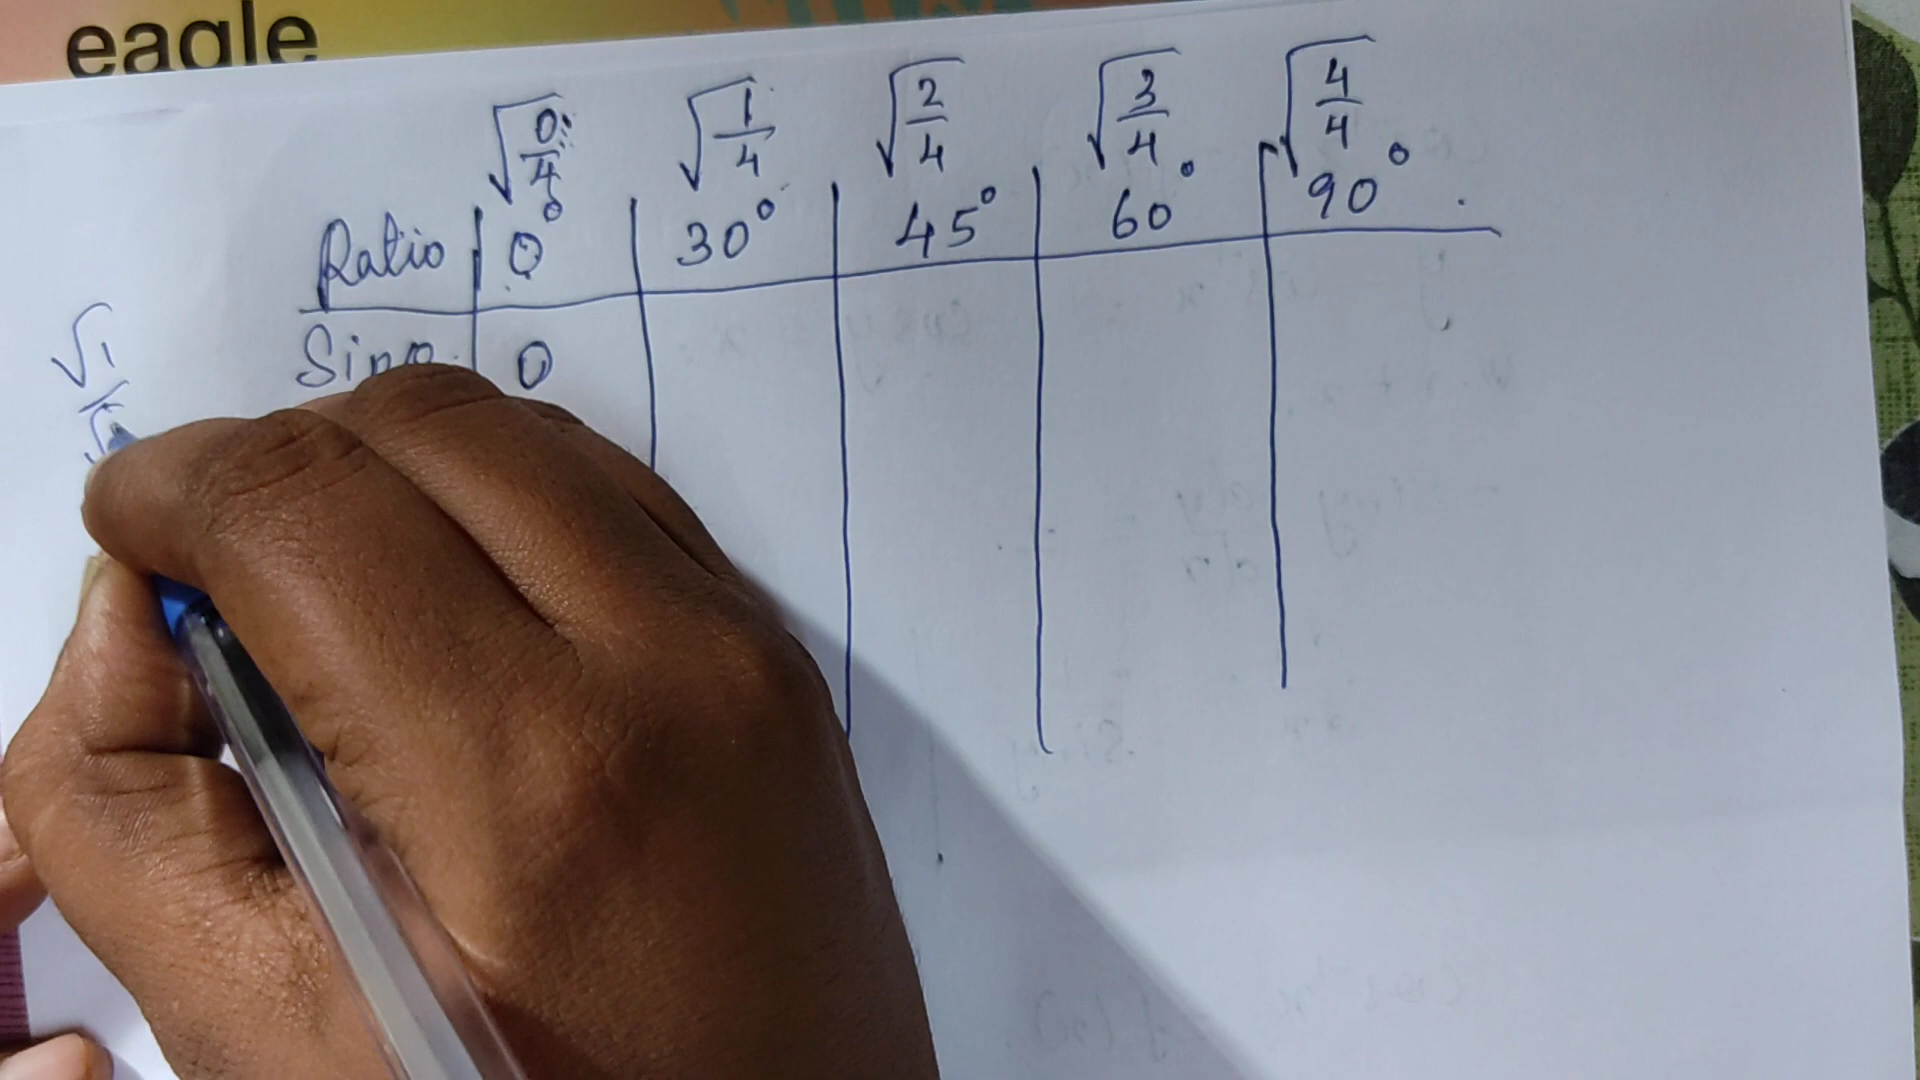 eagle
√0/4 √1/4 √2/4 √3/4 √4/4
Ratio 0° 30° 45° 60° 90°
Sin 0
√1